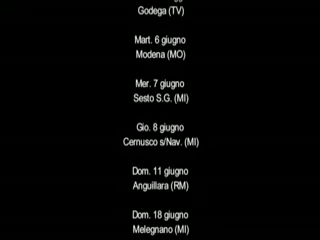 Godega (TV)
Mart. 6 giugno
Modena (MO)
Mer. 7 giugno
Sesto S.G. (MI)
Gio. 8 giugno
Cernusco s/Nav. (MI)
Dom. 11 giugno
Anguillara (RM)
Dom. 18 giugno
Melegnano (MI)